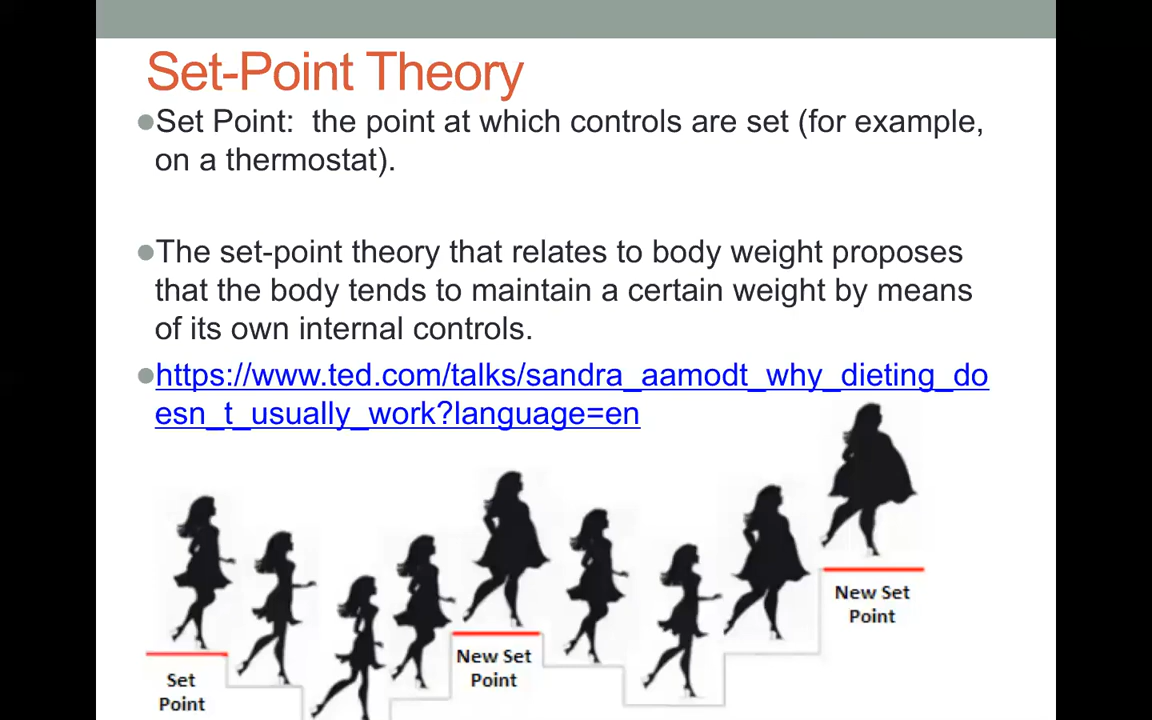 Set-Point Theory
●Set Point:  the point at which controls are set (for example,
on a thermostat).
●The set-point theory that relates to body weight proposes
that the body tends to maintain a certain weight by means
of its own internal controls.
●https://www.ted.com/talks/sandra_aamodt_why_dieting_do
esn_t_usually_work?language=en
Set
Point
New Set
Point
New Set
Point